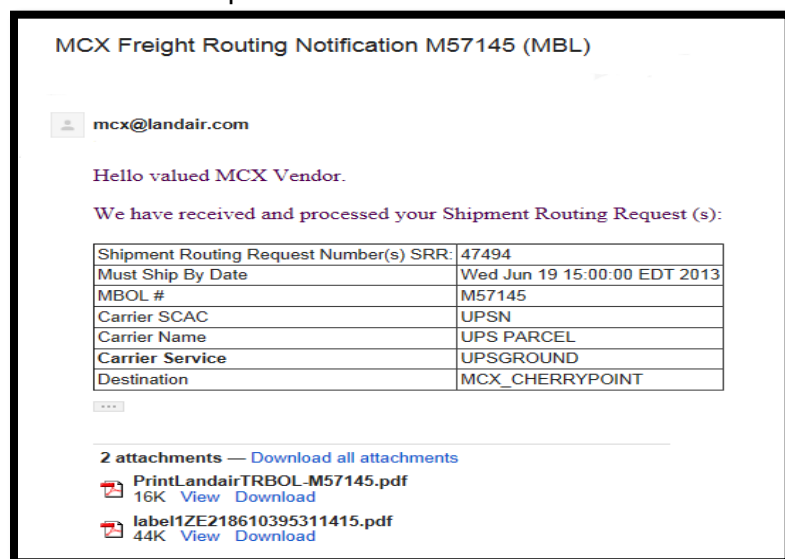 MCX Freight Routing Notification M57145 (MBL)
mcx@landair.com
Hello valued MCX Vendor.
We have received and processed your Shipment Routing Request (s):
Shipment Routing Request Number(s) SRR: 47494
Must Ship By Date Wed Jun 19 15:00:00 EDT 2013
MBOL # M57145
Carrier SCAC UPSN
Carrier Name UPS PARCEL
Carrier Service UPSGROUND
Destination MCX_CHERRYPOINT
2 attachments — Download all attachments
PrintLandairTRBOL-M57145.pdf
16K View Download
label1ZE218610395311415.pdf
44K View Download